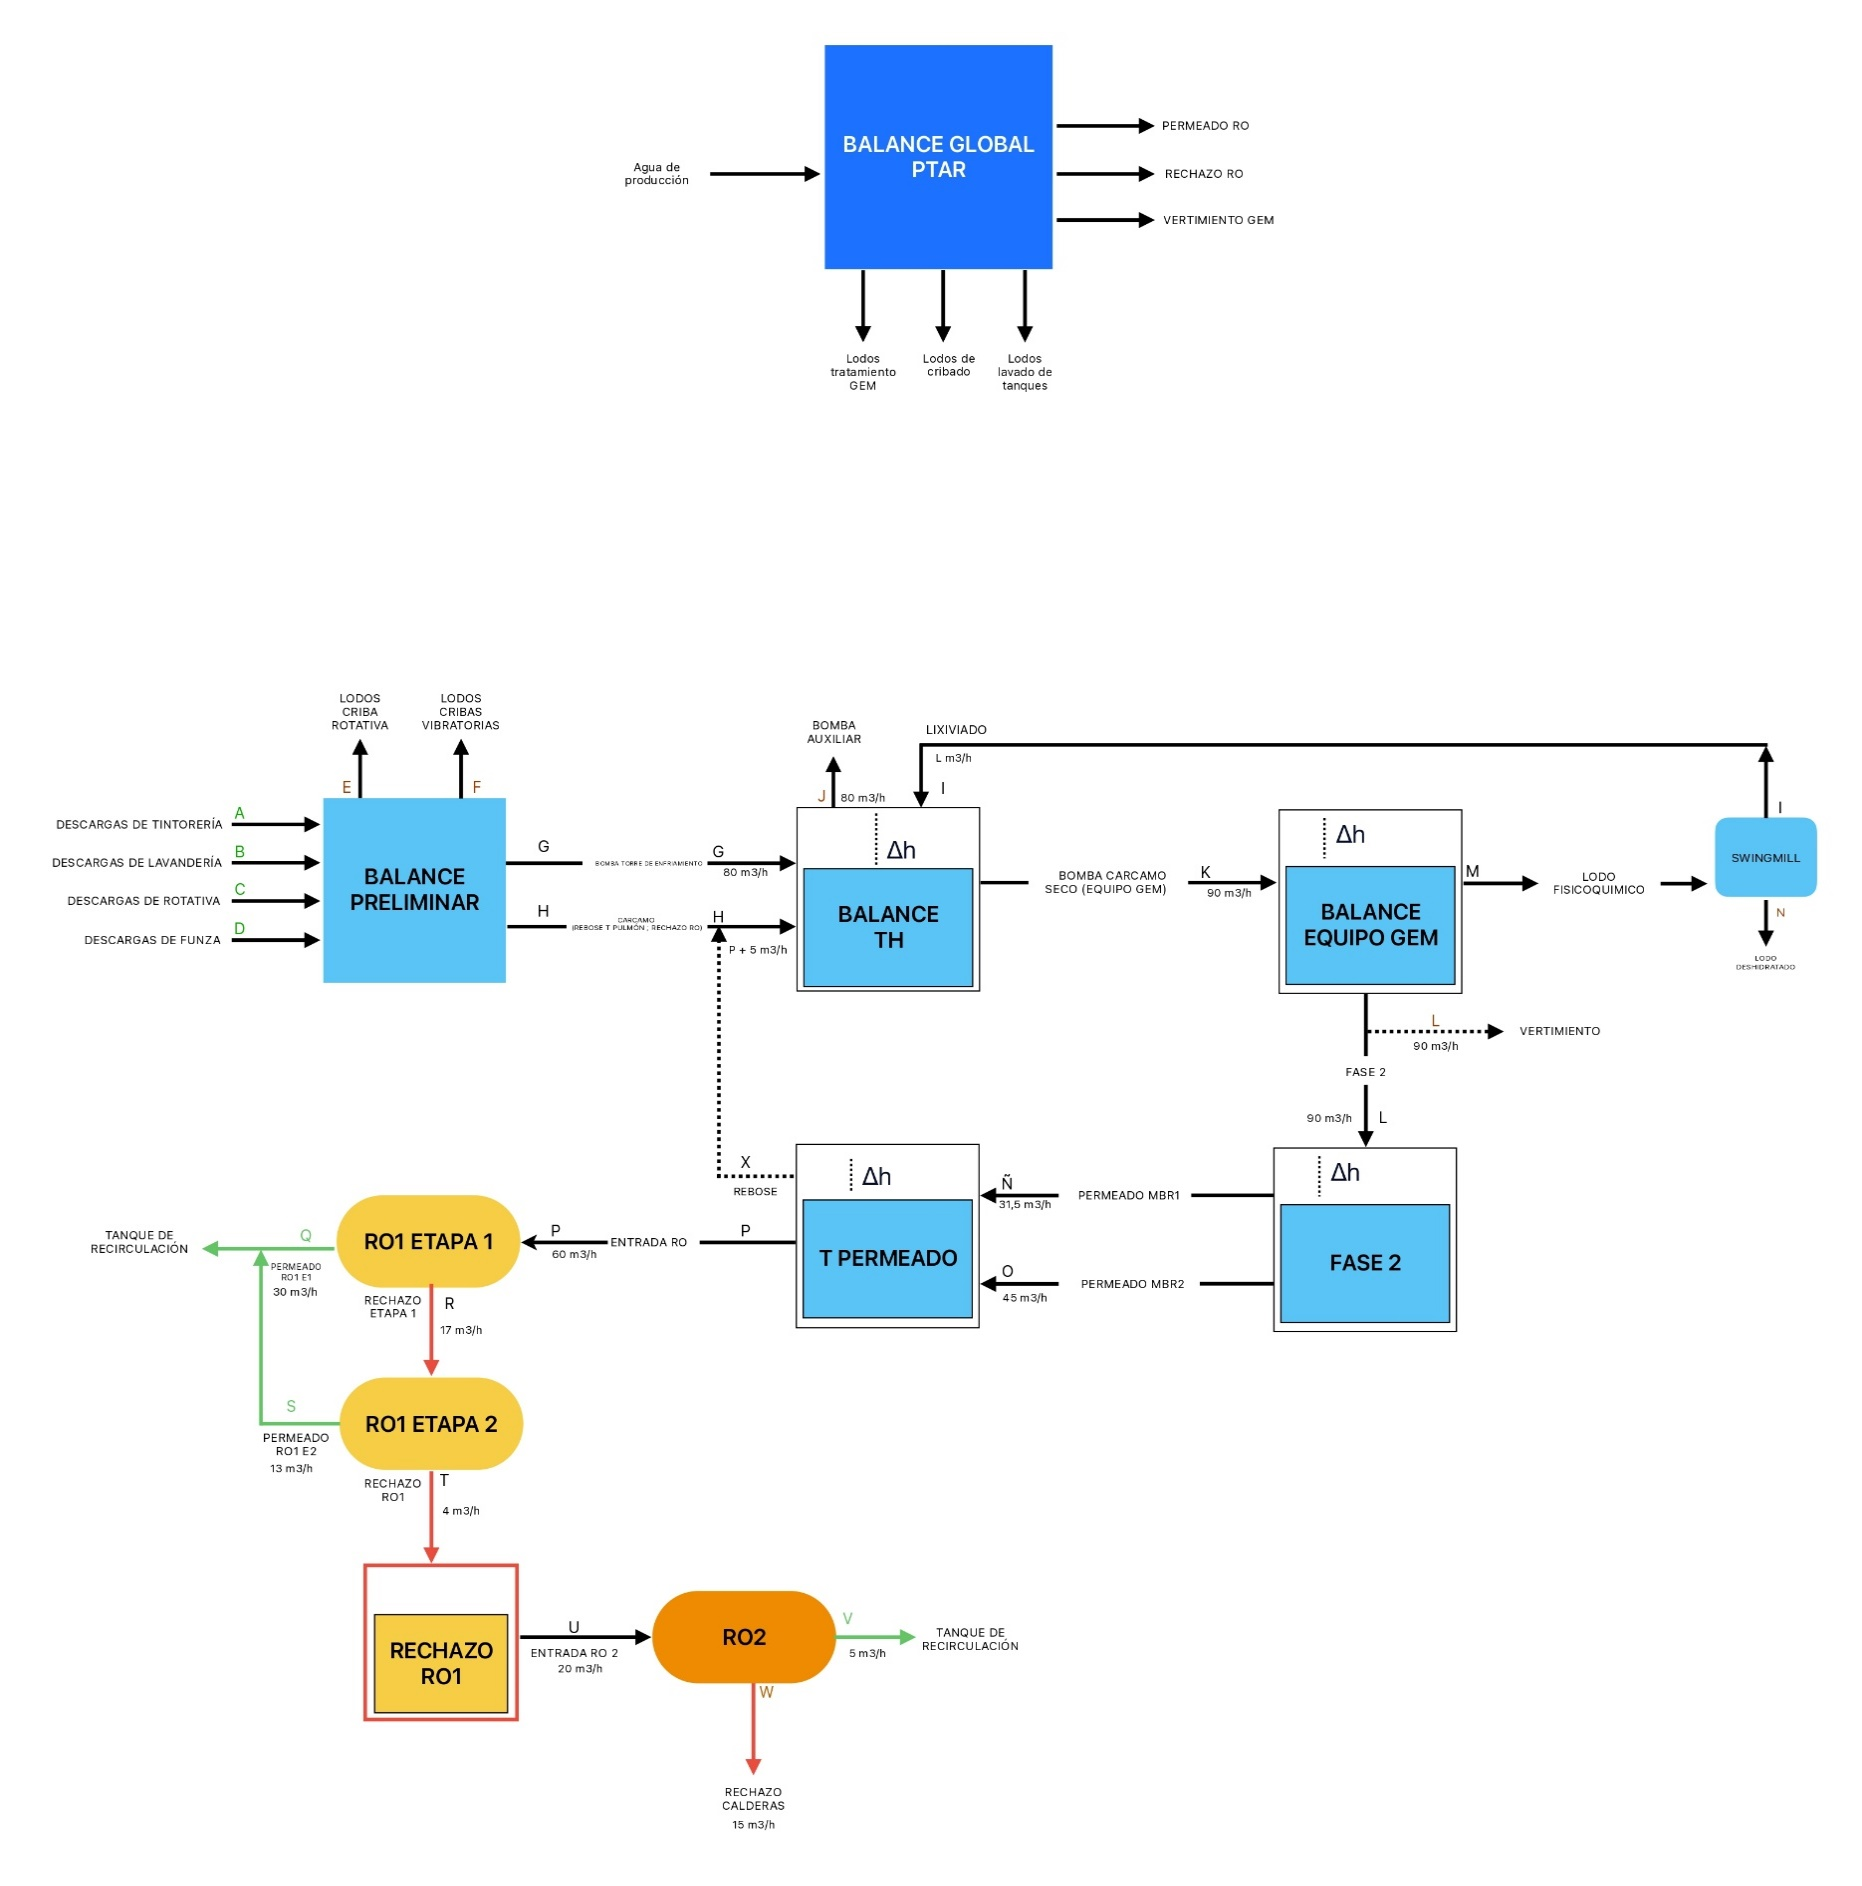 BALANCE GLOBAL
PTAR
Agua de
producción
PERMEADO RO
RECHAZO RO
VERTIMIENTO GEM
Lodos
tratamiento
GEM
Lodos de
cribado
Lodos
lavado de
tanques
LODOS
CRIBA
ROTATIVA
LODOS
CRIBAS
VIBRATORIAS
E
F
DESCARGAS DE TINTORERÍA
A
DESCARGAS DE LAVANDERÍA
B
DESCARGAS DE ROTATIVA
C
DESCARGAS DE FUNZA
D
BALANCE
PRELIMINAR
G
BOMBA TORRE DE ENFRIAMIENTO
G
80 m3/h
H
CARCAMO
(REBOSE T PULMÓN ; RECHAZO RO)
H
P + 5 m3/h
BOMBA
AUXILIAR
J
80 m3/h
LIXIVIADO
L m3/h
I
Δh
BALANCE
TH
BOMBA CARCAMO
SECO (EQUIPO GEM)
K
90 m3/h
Δh
BALANCE
EQUIPO GEM
M
LODO
FISICOQUIMICO
I
SWINGMILL
N
LODO
DESHIDRATADO
L
90 m3/h
VERTIMIENTO
FASE 2
90 m3/h
L
Δh
FASE 2
Ñ
31,5 m3/h
PERMEADO MBR1
O
45 m3/h
PERMEADO MBR2
Δh
T PERMEADO
X
REBOSE
P
60 m3/h
ENTRADA RO
P
RO1 ETAPA 1
TANQUE DE
RECIRCULACIÓN
Q
PERMEADO
RO1 E1
30 m3/h
RECHAZO
ETAPA 1
R
17 m3/h
RO1 ETAPA 2
S
PERMEADO
RO1 E2
13 m3/h
RECHAZO
RO1
T
4 m3/h
RECHAZO
RO1
U
ENTRADA RO 2
20 m3/h
RO2
V
5 m3/h
TANQUE DE
RECIRCULACIÓN
W
RECHAZO
CALDERAS
15 m3/h